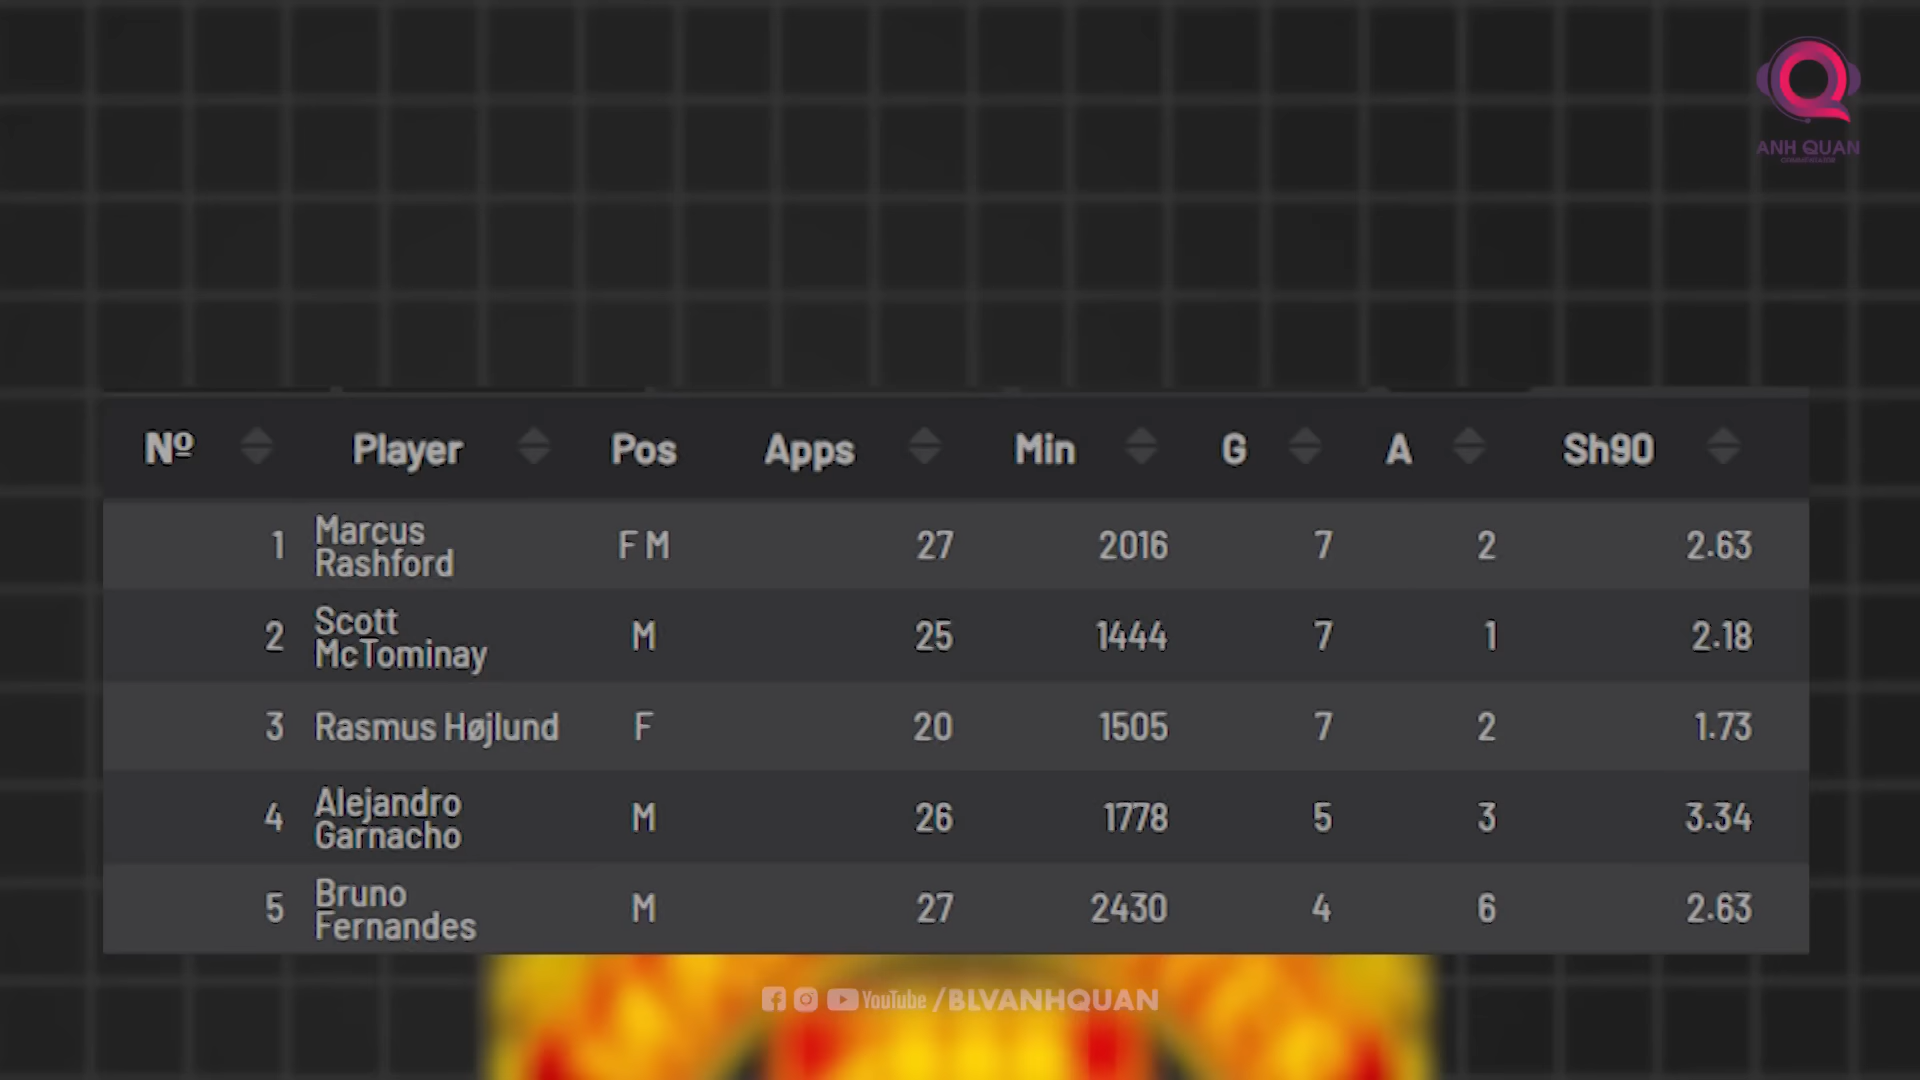 ANH QUAN
Nº Player Pos Apps Min G A Sh90
1 Marcus Rashford F M 27 2016 7 2 2.63
2 Scott McTominay M 25 1444 7 1 2.18
3 Rasmus Højlund F 20 1505 7 2 1.73
4 Alejandro Garnacho M 26 1778 5 3 3.34
5 Bruno Fernandes M 27 2430 4 6 2.63
YouTube /BLVANHQUAN